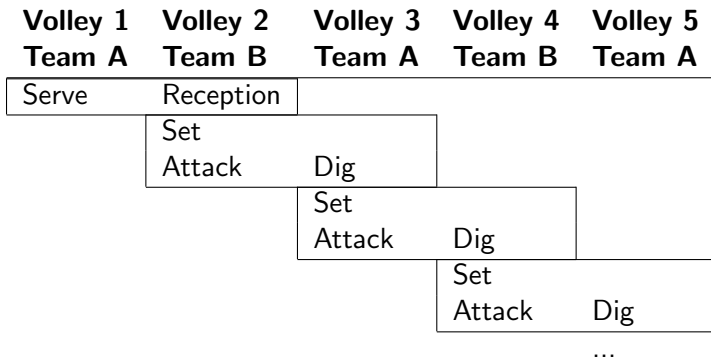 Volley 1 Volley 2 Volley 3 Volley 4 Volley 5
Team A Team B Team A Team B Team A
Serve Reception
Set
Attack Dig
Set
Attack Dig
Set
Attack Dig
...